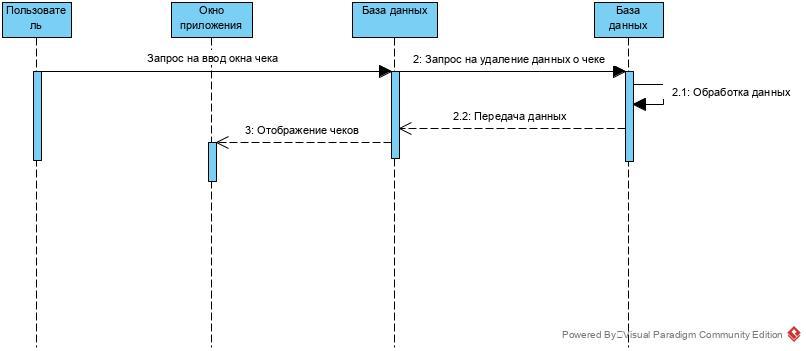 Пользовате
ль
Окно
приложения
База данных
База
данных
Запрос на ввод окна чека
2: Запрос на удаление данных о чеке
2.1: Обработка данных
2.2: Передача данных
3: Отображение чеков
Powered By Visual Paradigm Community Edition